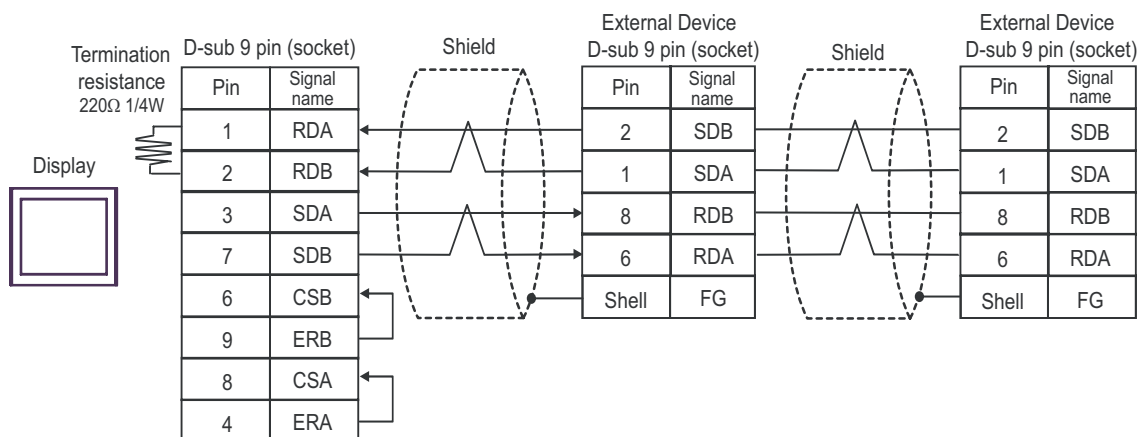 External Device
External Device
Termination
resistance
220Ω 1/4W
D-sub 9 pin (socket)
Shield
D-sub 9 pin (socket)
Shield
D-sub 9 pin (socket)
Display
Pin Signal name
1 RDA
2 RDB
3 SDA
7 SDB
6 CSB
9 ERB
8 CSA
4 ERA
Pin Signal name
2 SDB
1 SDA
8 RDB
6 RDA
Shell FG
Pin Signal name
2 SDB
1 SDA
8 RDB
6 RDA
Shell FG